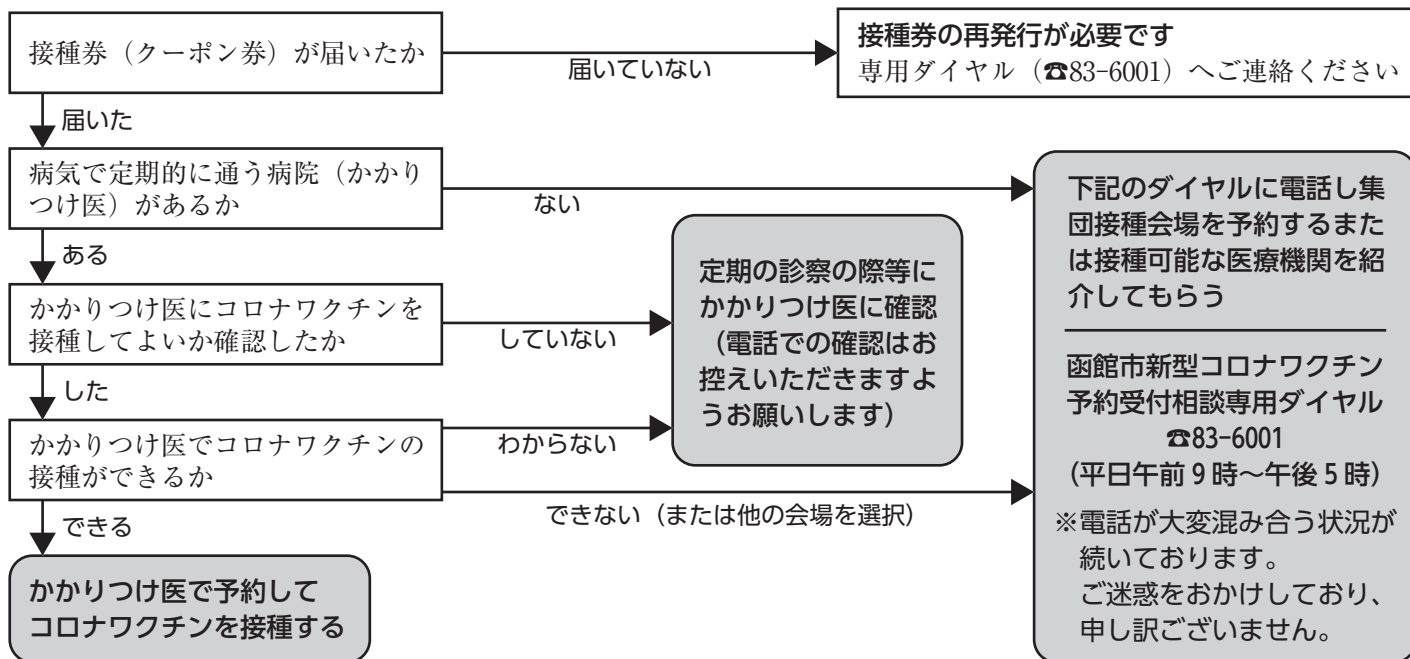 接種券（クーポン券）が届いたか
届いていない
接種券の再発行が必要です
専用ダイヤル（☎83-6001）へご連絡ください
届いた
病気で定期的に通う病院（かかり
つけ医）があるか
ない
ある
かかりつけ医にコロナワクチンを
接種してよいか確認したか
していない
した
かかりつけ医でコロナワクチンの
接種ができるか
わからない
定期の診察の際等に
かかりつけ医に確認
（電話での確認はお
控えいただきますよ
うお願いします）
できない（または他の会場を選択）
できる
かかりつけ医で予約して
コロナワクチンを接種する
下記のダイヤルに電話し集
団接種会場を予約するまた
は接種可能な医療機関を紹
介してもらう
函館市新型コロナワクチン
予約受付相談専用ダイヤル
☎83-6001
（平日午前９時～午後５時）
※電話が大変混み合う状況が
続いております。
ご迷惑をおかけしており、
申し訳ございません。